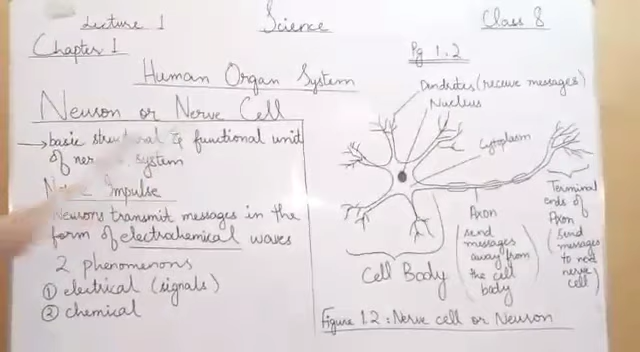 Lecture 1
Science
Class 8
Chapter 1
Pg 1.2
Human Organ System
Neuron or Nerve Cell
→ basic structural & functional unit
of system
Impulse
Neurons transmit messages in the
form of electrochemical waves
2 phenomenons
① electrical (signals)
② chemical
Dendrites (receive messages)
Nucleus
Cytoplasm
Cell Body
Axon
(send
messages
away from
the cell
body)
Terminal
ends of
Axon
(send
messages
to next
nerve
cell)
Figure 1.2: Nerve cell or Neuron